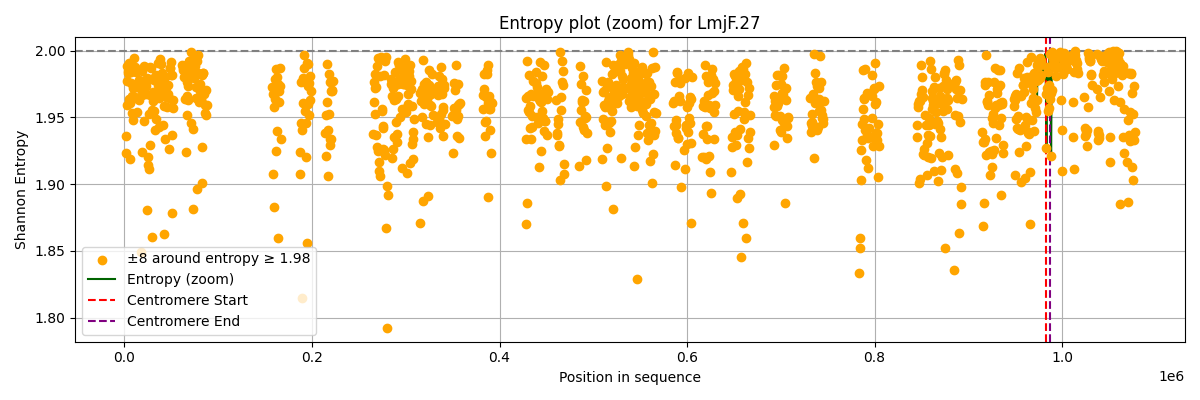 Entropy plot (zoom) for LmjF.27
Shannon Entropy
2.00
1.95
1.90
1.85
1.80
±8 around entropy ≥ 1.98
Entropy (zoom)
Centromere Start
Centromere End
0.0 0.2 0.4 0.6 0.8 1.0
1e6
Position in sequence